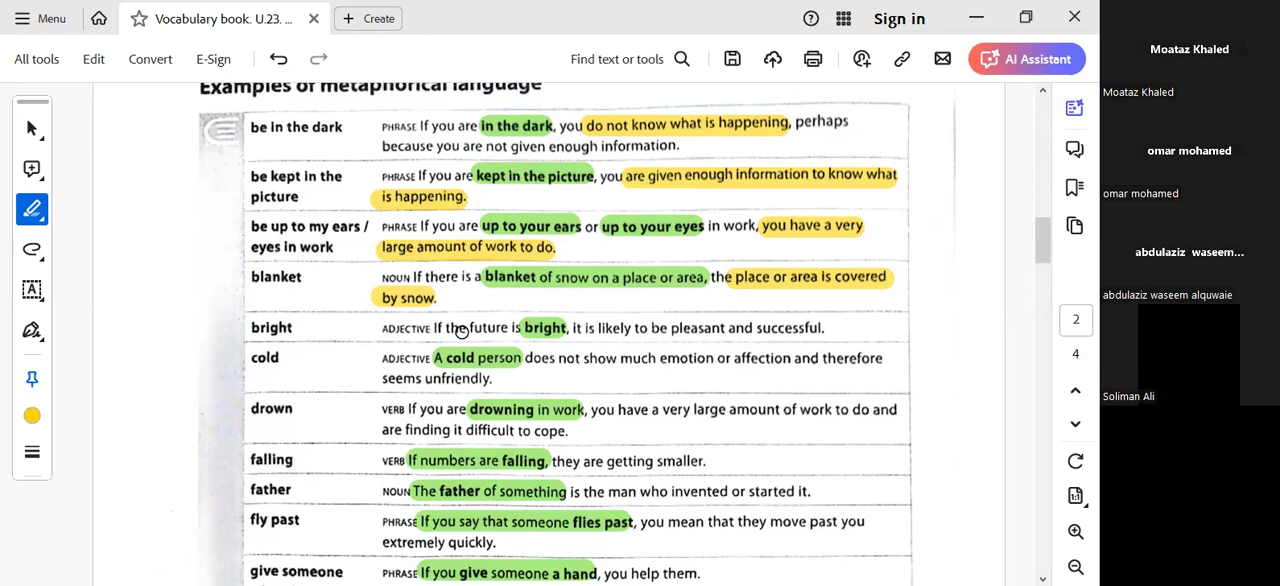 Menu
Vocabulary book. U.23. ...
Create
Sign in
All tools
Edit
Convert
E-Sign
Find text or tools
AI Assistant
Examples of metaphorical language
be in the dark PHRASE If you are in the dark, you do not know what is happening, perhaps
because you are not given enough information.
be kept in the PHRASE If you are kept in the picture, you are given enough information to know what
picture is happening.
be up to my ears / PHRASE If you are up to your ears or up to your eyes in work, you have a very
eyes in work large amount of work to do.
blanket NOUN If there is a blanket of snow on a place or area, the place or area is covered
by snow.
bright ADJECTIVE If the future is bright, it is likely to be pleasant and successful.
cold ADJECTIVE A cold person does not show much emotion or affection and therefore
seems unfriendly.
drown VERB If you are drowning in work, you have a very large amount of work to do and
are finding it difficult to cope.
falling VERB If numbers are falling, they are getting smaller.
father NOUN The father of something is the man who invented or started it.
fly past PHRASE If you say that someone flies past, you mean that they move past you
extremely quickly.
give someone PHRASE If you give someone a hand, you help them.
2
4
1:1
Moataz Khaled
Moataz Khaled
omar mohamed
omar mohamed
abdulaziz waseem...
abdulaziz waseem alquwaie
Soliman Ali